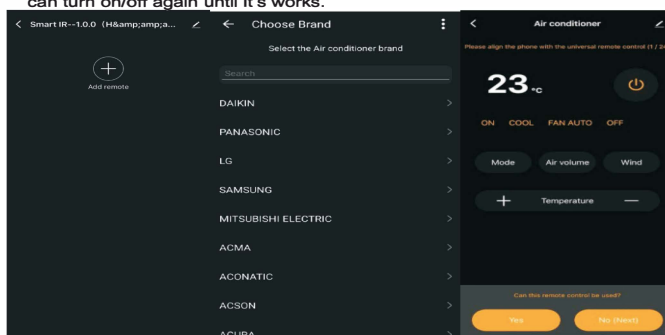 can turn on/off again until it's works.
Smart IR--1.0.0 (H&amp;amp;a...
Add remote
Choose Brand
Select the Air conditioner brand
Search
DAIKIN
PANASONIC
LG
SAMSUNG
MITSUBISHI ELECTRIC
ACMA
ACONATIC
ACSON
ACURA
Air conditioner
Please align the phone with the universal remote control (1 / 24
23 °C
ON COOL FAN AUTO OFF
Mode Air volume Wind
+ Temperature —
Can this remote control be used?
Yes No (Next)